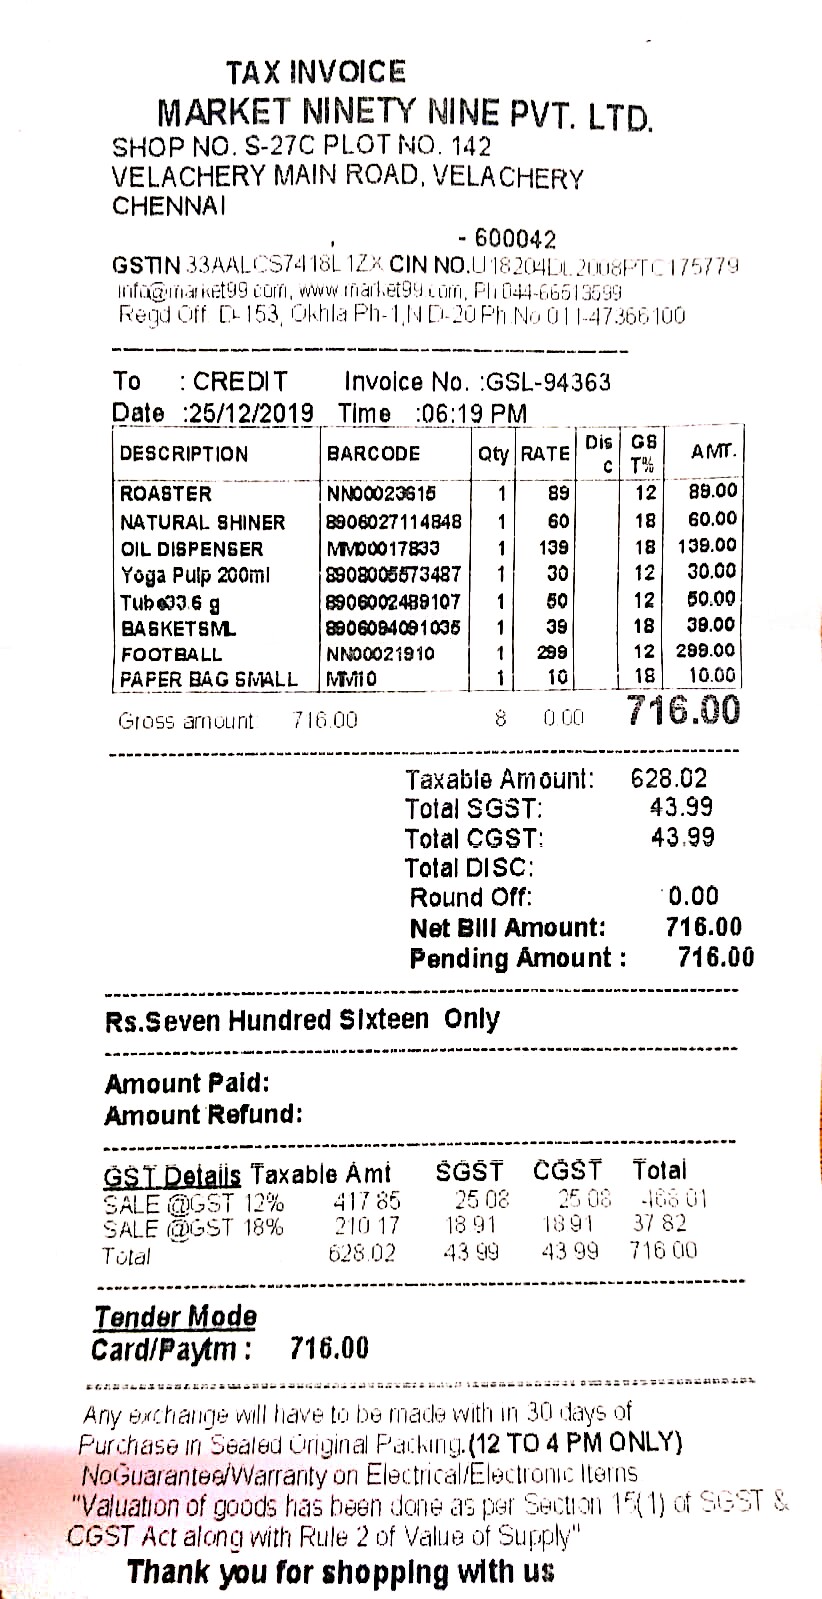 TAX INVOICE
MARKET NINETY NINE PVT. LTD.
SHOP NO. S-27C PLOT NO. 142
VELACHERY MAIN ROAD, VELACHERY
CHENNAI
, - 600042
GSTIN 33AALCS7418L1ZX CIN NO.U18204DL2008PTC175779
info@market99.com, www.market99.com, Ph 044-66513599
Regd Off D-153, Okhla Ph-1,N D-20 Ph No 011-47366100
To : CREDIT Invoice No. :GSL-94363
Date :25/12/2019 Time :06:19 PM
DESCRIPTION BARCODE Qty RATE Disc GST% AMT.
ROASTER NN00023615 1 89 12 89.00
NATURAL SHINER 8906027114848 1 60 18 60.00
OIL DISPENSER MM00017833 1 139 18 139.00
Yoga Pulp 200ml 8908005573487 1 30 12 30.00
Tube33.6 g 8906002489107 1 50 12 50.00
BASKETSML 8906094091035 1 39 18 39.00
FOOTBALL NN00021910 1 299 12 299.00
PAPER BAG SMALL MM10 1 10 18 10.00
Gross amount 716.00 8 0.00 716.00
Taxable Amount: 628.02
Total SGST: 43.99
Total CGST: 43.99
Total DISC:
Round Off: 0.00
Net Bill Amount: 716.00
Pending Amount : 716.00
Rs.Seven Hundred Sixteen Only
Amount Paid:
Amount Refund:
GST Details Taxable Amt SGST CGST Total
SALE @GST 12% 417.85 25.08 25.08 468.01
SALE @GST 18% 210.17 18.91 18.91 37.82
Total 628.02 43.99 43.99 716.00
Tender Mode
Card/Paytm : 716.00
Any exchange will have to be made with in 30 days of
Purchase in Sealed Original Packing.(12 TO 4 PM ONLY)
NoGuarantee/Warranty on Electrical/Electronic Items
"Valuation of goods has been done as per Section 15(1) of SGST &
CGST Act along with Rule 2 of Value of Supply"
Thank you for shopping with us